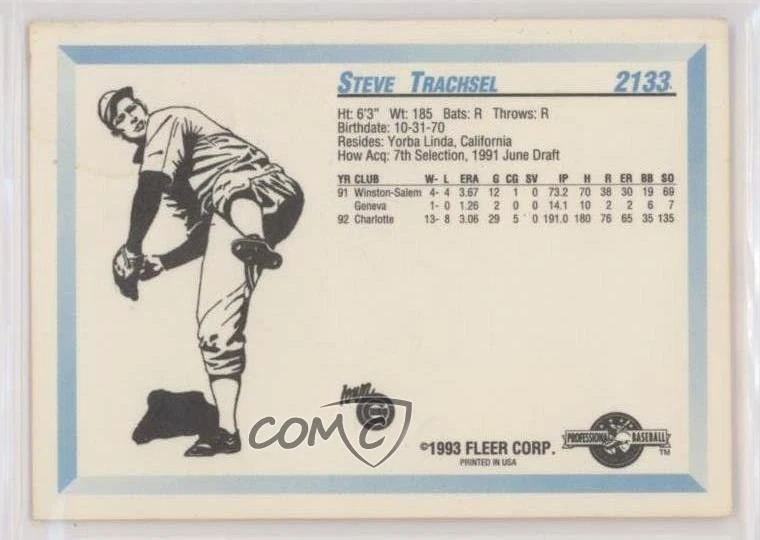 STEVE TRACHSEL 2133
Ht: 6'3" Wt: 185 Bats: R Throws: R
Birthdate: 10-31-70
Resides: Yorba Linda, California
How Acq: 7th Selection, 1991 June Draft
YR CLUB W- L ERA G CG SV IP H R ER BB SO
91 Winston-Salem 4- 4 3.67 12 1 0 73.2 70 38 30 19 69
Geneva 1- 0 1.26 2 0 0 14.1 10 2 2 6 7
92 Charlotte 13- 8 3.06 29 5 0 191.0 180 76 65 35 135
Iowa
COMC
©1993 FLEER CORP.
PRINTED IN USA
PROFESSIONAL BASEBALL
TM